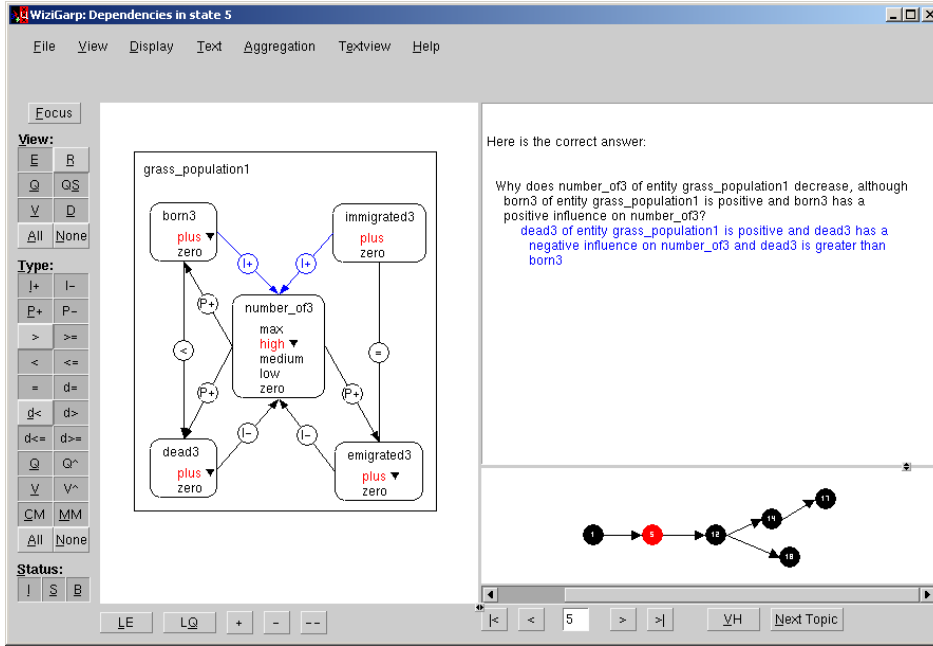 WiziGarp: Dependencies in state 5
File View Display Text Aggregation Textview Help
Focus
View:
E R
Q QS
V D
All None
Type:
I+ I-
P+ P-
> >=
< <=
= d=
d< d>
d<= d>=
Q Q^
V V^
CM MM
All None
Status:
I S B
grass_population1
born3
plus
zero
immigrated3
plus
zero
I+ I+
P+
number_of3
max
high
medium
low
zero
<
=
P+ P+
I- I-
dead3
plus
zero
emigrated3
plus
zero
LE LQ + - --
Here is the correct answer:
Why does number_of3 of entity grass_population1 decrease, although
born3 of entity grass_population1 is positive and born3 has a
positive influence on number_of3?
dead3 of entity grass_population1 is positive and dead3 has a
negative influence on number_of3 and dead3 is greater than
born3
1 5 12 14 17
18
|< < 5 > >| VH Next Topic